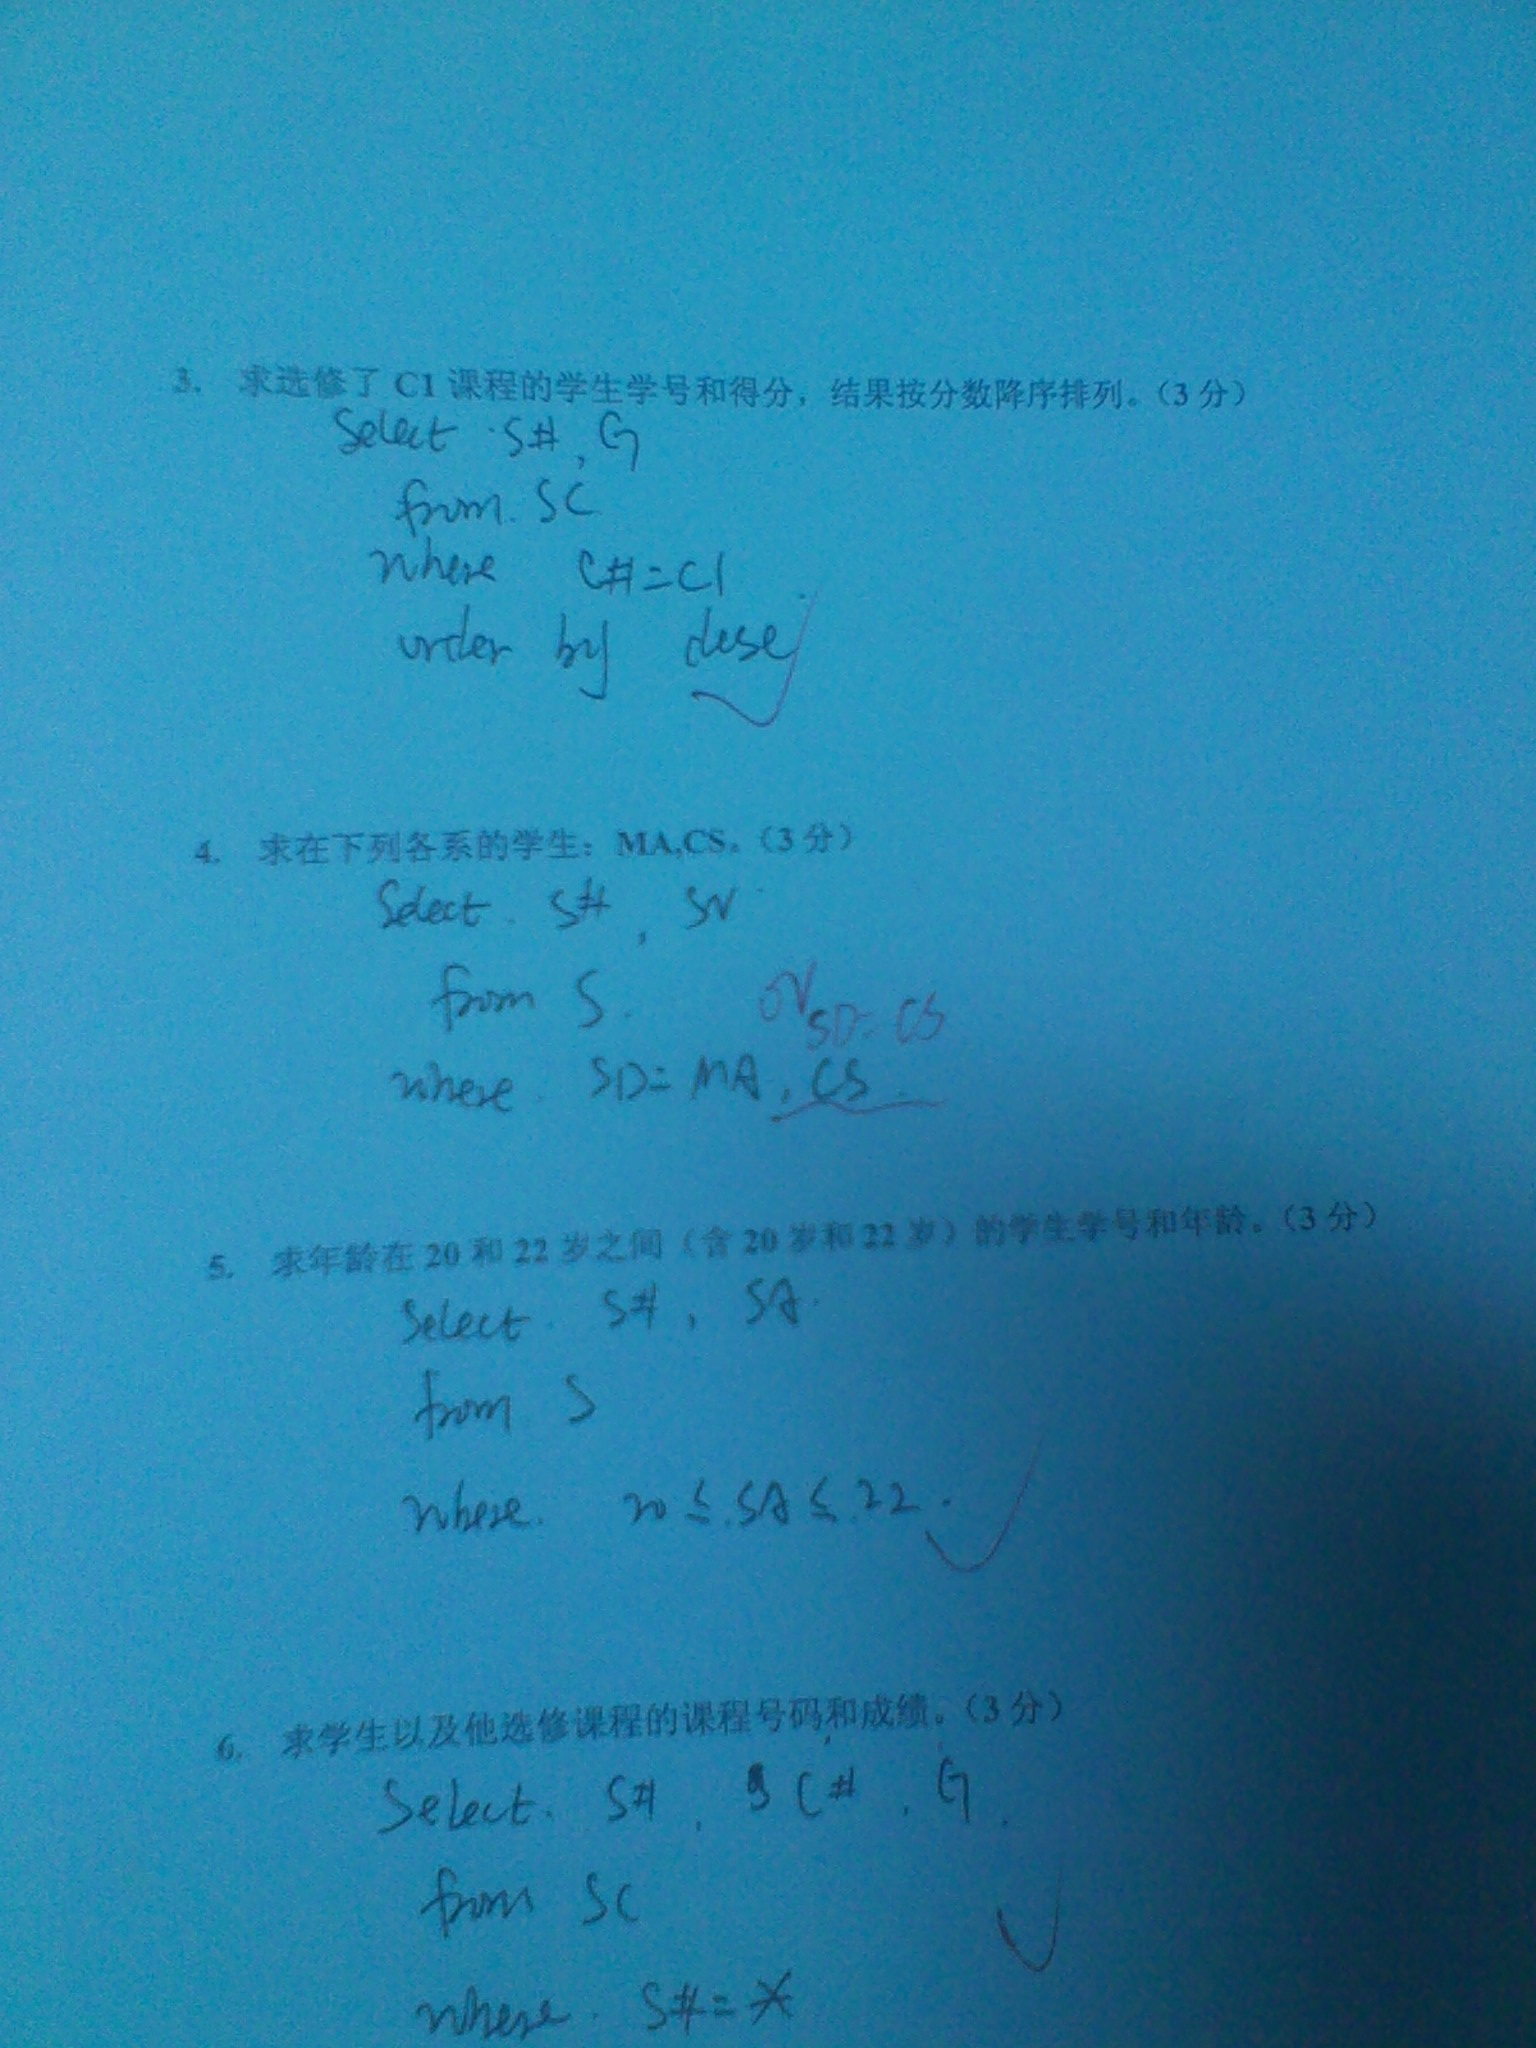 3. 求选修了 C1 课程的学生学号和得分，结果按分数降序排列。（3 分）
Select S#, G
from SC
where C#=C1
order by dese
4. 求在下列各系的学生：MA,CS。（3 分）
Select S#, SN
from S.
or SD=CS
where SD=MA, CS
5. 求年龄在 20 和 22 岁之间（含 20 岁和 22 岁）的学生学号和年龄。（3 分）
Select S#, SA
from S
where 20≤SA≤22.
6. 求学生以及他选修课程的课程号码和成绩。（3 分）
Select S#, C#, G
from SC
where S#=*